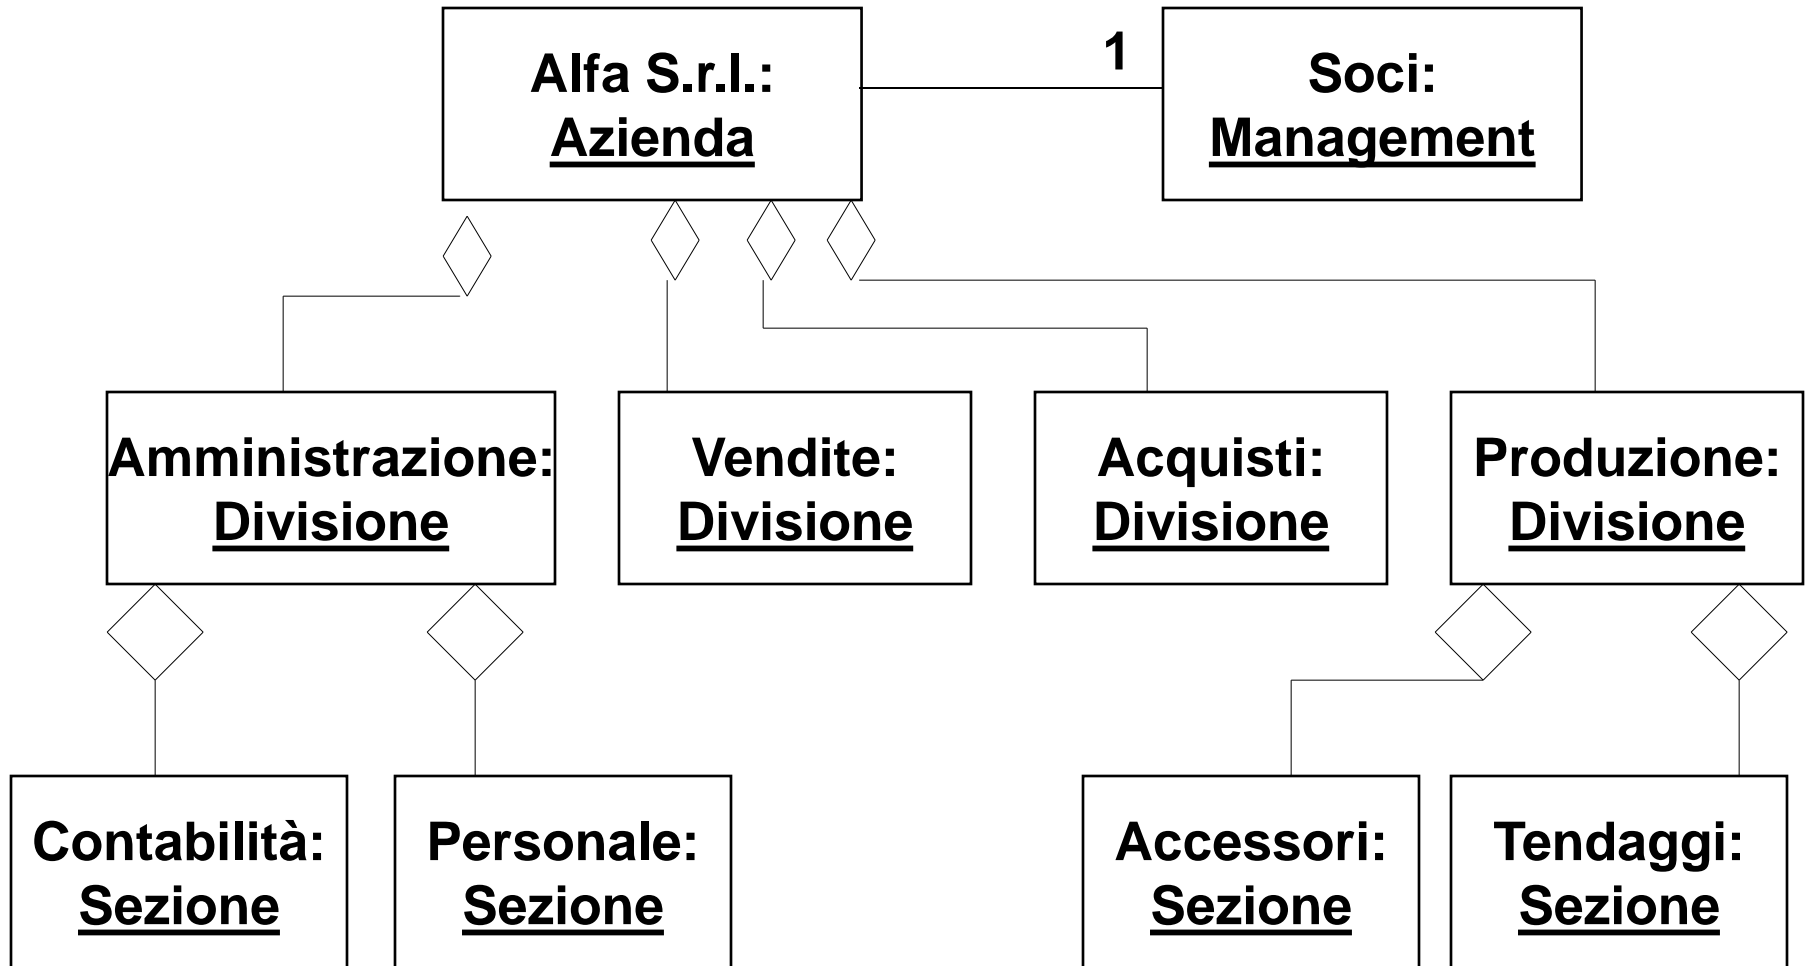 Alfa S.r.l.:
Azienda
1
Soci:
Management
Amministrazione:
Divisione
Vendite:
Divisione
Acquisti:
Divisione
Produzione:
Divisione
Contabilità:
Sezione
Personale:
Sezione
Accessori:
Sezione
Tendaggi:
Sezione